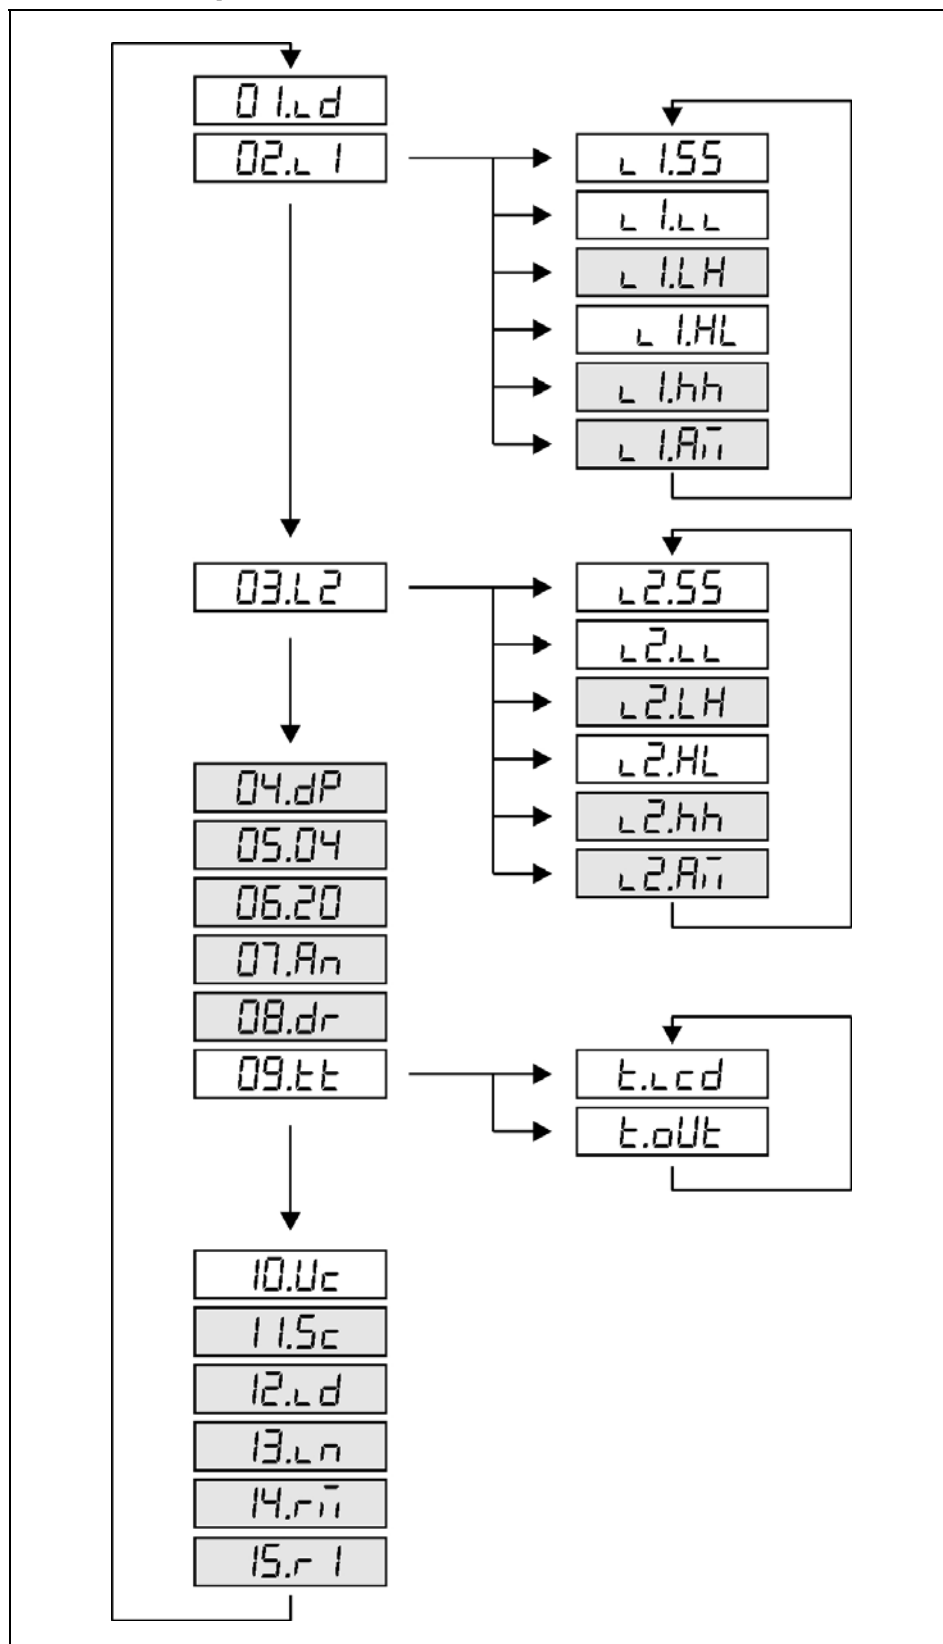 01.ld
02.l1
03.L2
04.dP
05.04
06.20
07.An
08.dr
09.tt
10.Uc
11.Sc
12.ld
13.ln
14.rm
15.r1
l1.SS
l1.ll
l1.LH
l1.HL
l1.hh
l1.Am
l2.SS
l2.ll
l2.LH
l2.HL
l2.hh
l2.Am
t.lcd
t.oUt